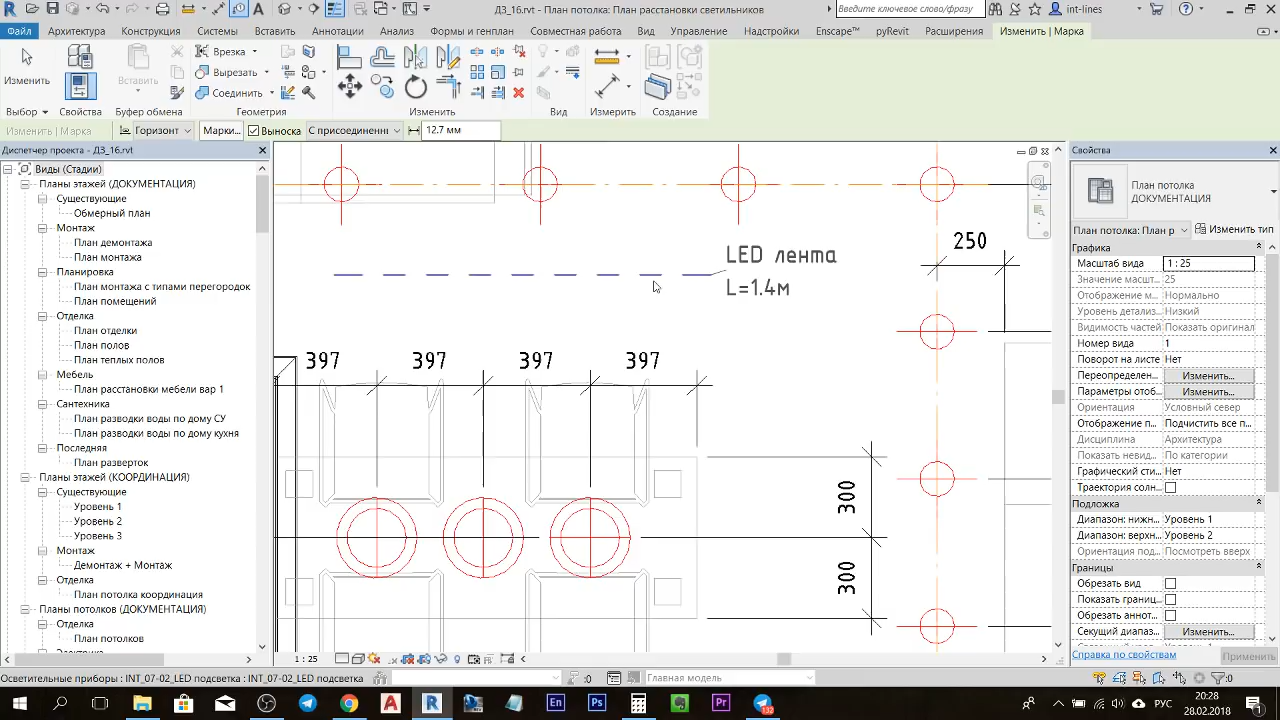 ДЗ_16.rvt - План потолка: План расстановки светильников
Введите ключевое слово/фразу
int-lines
Файл Архитектура Конструкция Системы Вставить Аннотации Анализ Формы и генплан Совместная работа Вид Управление Надстройки Enscape™ pyRevit Расширения Изменить | Марка
Изменить
Вставить
Врезка
Вырезать
Соединить
Выбор Свойства Буфер обмена Геометрия Изменить Вид Измерить Создание
Изменить | Марка
Горизонт
Марки...
Выноска
С присоединенн
12.7 мм
Диспетчер проекта - ДЗ_16.rvt
Виды (Стадии)
Планы этажей (ДОКУМЕНТАЦИЯ)
Существующие
Обмерный план
Монтаж
План демонтажа
План монтажа
Планировка
План монтажа с типами перегородок
План помещений
Отделка
План отделки
План полов
План теплых полов
Мебель
План расстановки мебели вар 1
Сантехника
План разводки воды по дому СУ
План разводки воды по дому кухня
Последняя
План разверток
Планы этажей (КООРДИНАЦИЯ)
Существующие
Уровень 1
Уровень 2
Уровень 3
Монтаж
Демонтаж + Монтаж
Отделка
План потолка координация
Планы потолков (ДОКУМЕНТАЦИЯ)
Отделка
План потолков
LED лента
L=1.4м
250
397 397 397 397
300
300
1 : 25
Свойства
План потолка
ДОКУМЕНТАЦИЯ
План потолка: План р
Изменить тип
Графика
Масштаб вида 1 : 25
Значение масшт... 25
Отображение м... Нормально
Уровень детализ... Низкий
Видимость частей Показать оригинал
Номер вида 1
Поворот на листе Нет
Переопределен... Изменить...
Параметры отоб... Изменить...
Ориентация Условный север
Отображение п... Подчистить все п...
Дисциплина Архитектура
Показать невид... По категории
Графический сти... Нет
Траектория солн...
Подложка
Диапазон: нижн... Уровень 1
Диапазон: верхн... Уровень 2
Ориентация под... Посмотреть вверх
Границы
Обрезать вид
Показать границ...
Обрезать аннот...
Секущий диапаз... Изменить...
Справка по свойствам
Применить
Осветительные приборы : INT_07-02_LED подсветка : INT_07-02_LED подсветка
:0
Главная модель
:0
РУС
20:28
28.02.2018